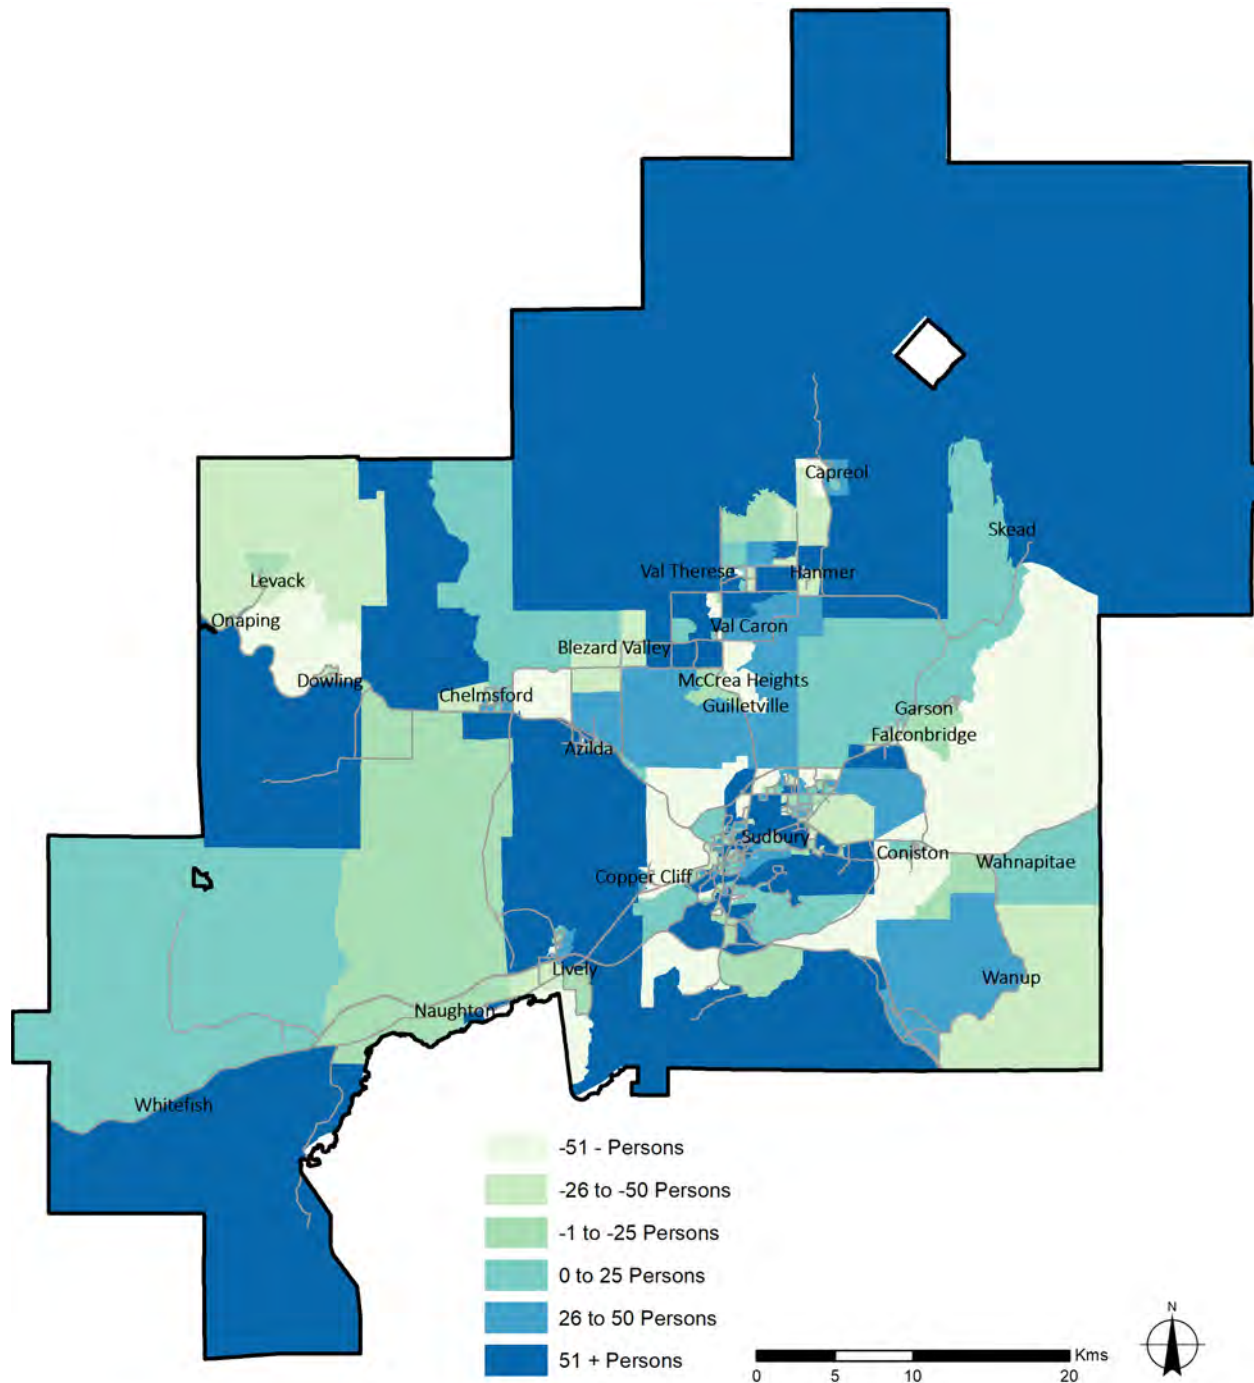 Capreol
Skead
Val Therese
Hanmer
Levack
Onaping
Val Caron
Blezard Valley
Dowling
McCrea Heights
Chelmsford
Guilletville
Garson
Falconbridge
Azilda
Sudbury
Coniston
Wahnapitae
Copper Cliff
Lively
Wanup
Naughton
Whitefish
-51 - Persons
-26 to -50 Persons
-1 to -25 Persons
0 to 25 Persons
26 to 50 Persons
51 + Persons
N
Kms
0 5 10 20